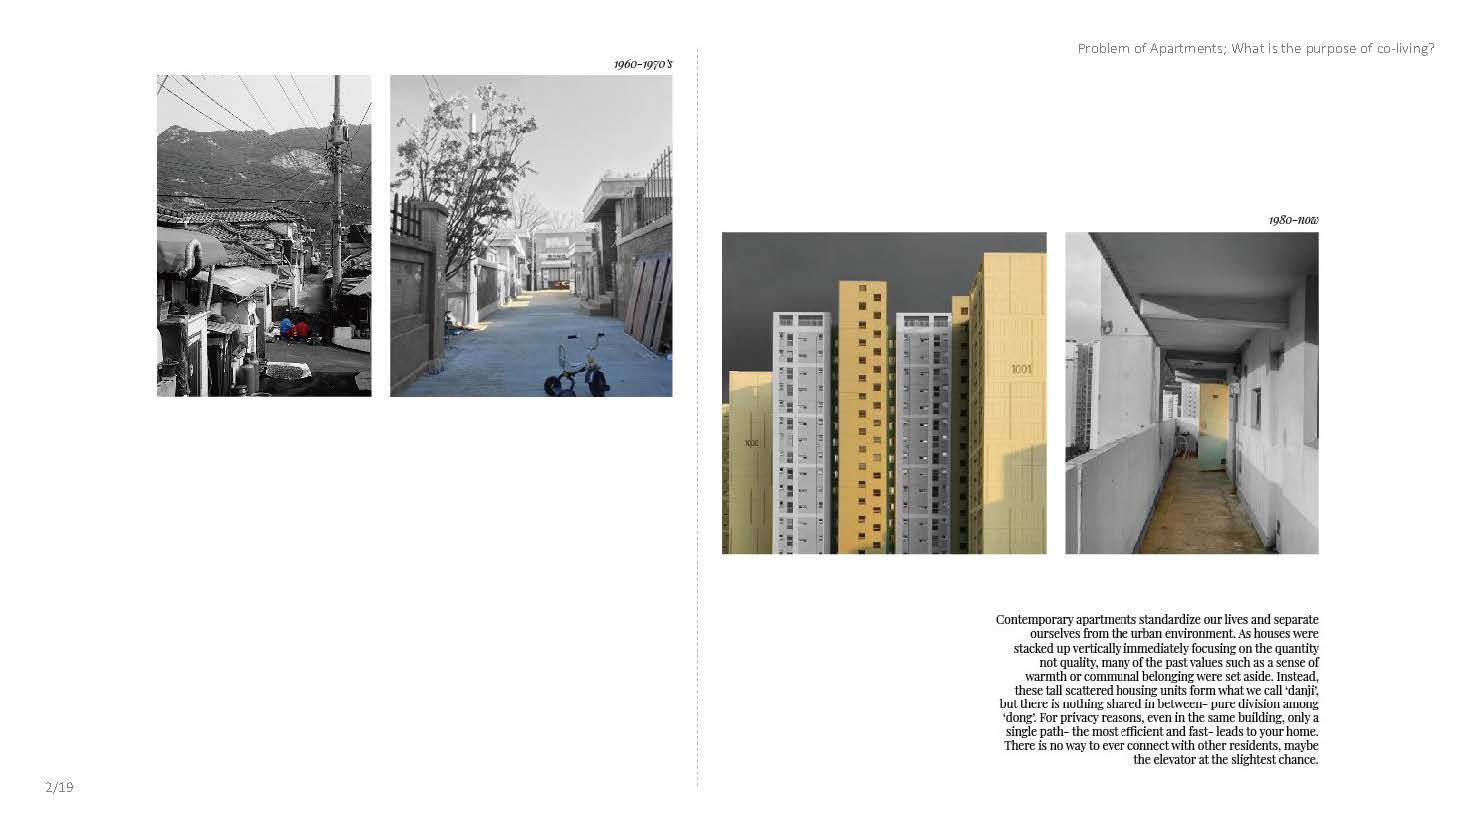 Problem of Apartments; What is the purpose of co-living?
1960-1970's
1980-now
1001
Contemporary apartments standardize our lives and separate
ourselves from the urban environment. As houses were
stacked up vertically immediately focusing on the quantity
not quality, many of the past values such as a sense of
warmth or communal belonging were set aside. Instead,
these tall scattered housing units form what we call 'danji',
but there is nothing shared in between- pure division among
'dong'. For privacy reasons, even in the same building, only a
single path- the most efficient and fast- leads to your home.
There is no way to ever connect with other residents, maybe
the elevator at the slightest chance.
2/19